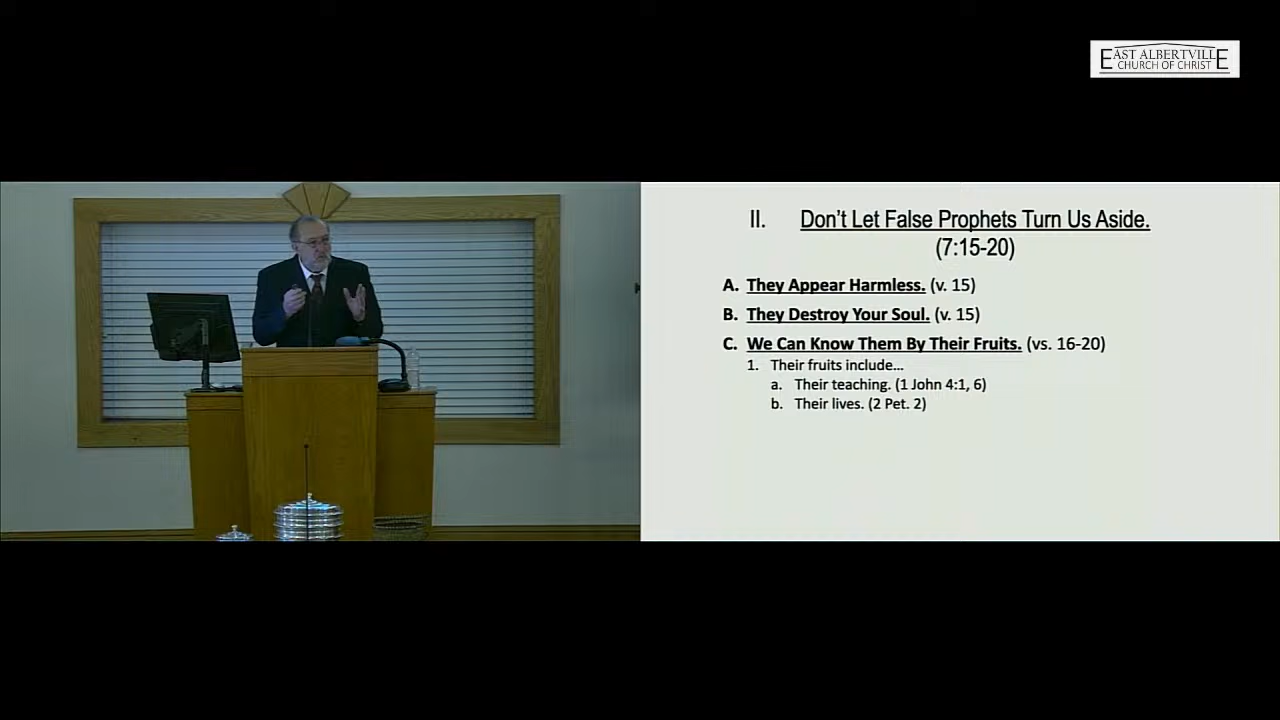 EAST ALBERTVILLE
CHURCH OF CHRIST
II. Don't Let False Prophets Turn Us Aside.
(7:15-20)
A. They Appear Harmless. (v. 15)
B. They Destroy Your Soul. (v. 15)
C. We Can Know Them By Their Fruits. (vs. 16-20)
1. Their fruits include...
a. Their teaching. (1 John 4:1, 6)
b. Their lives. (2 Pet. 2)